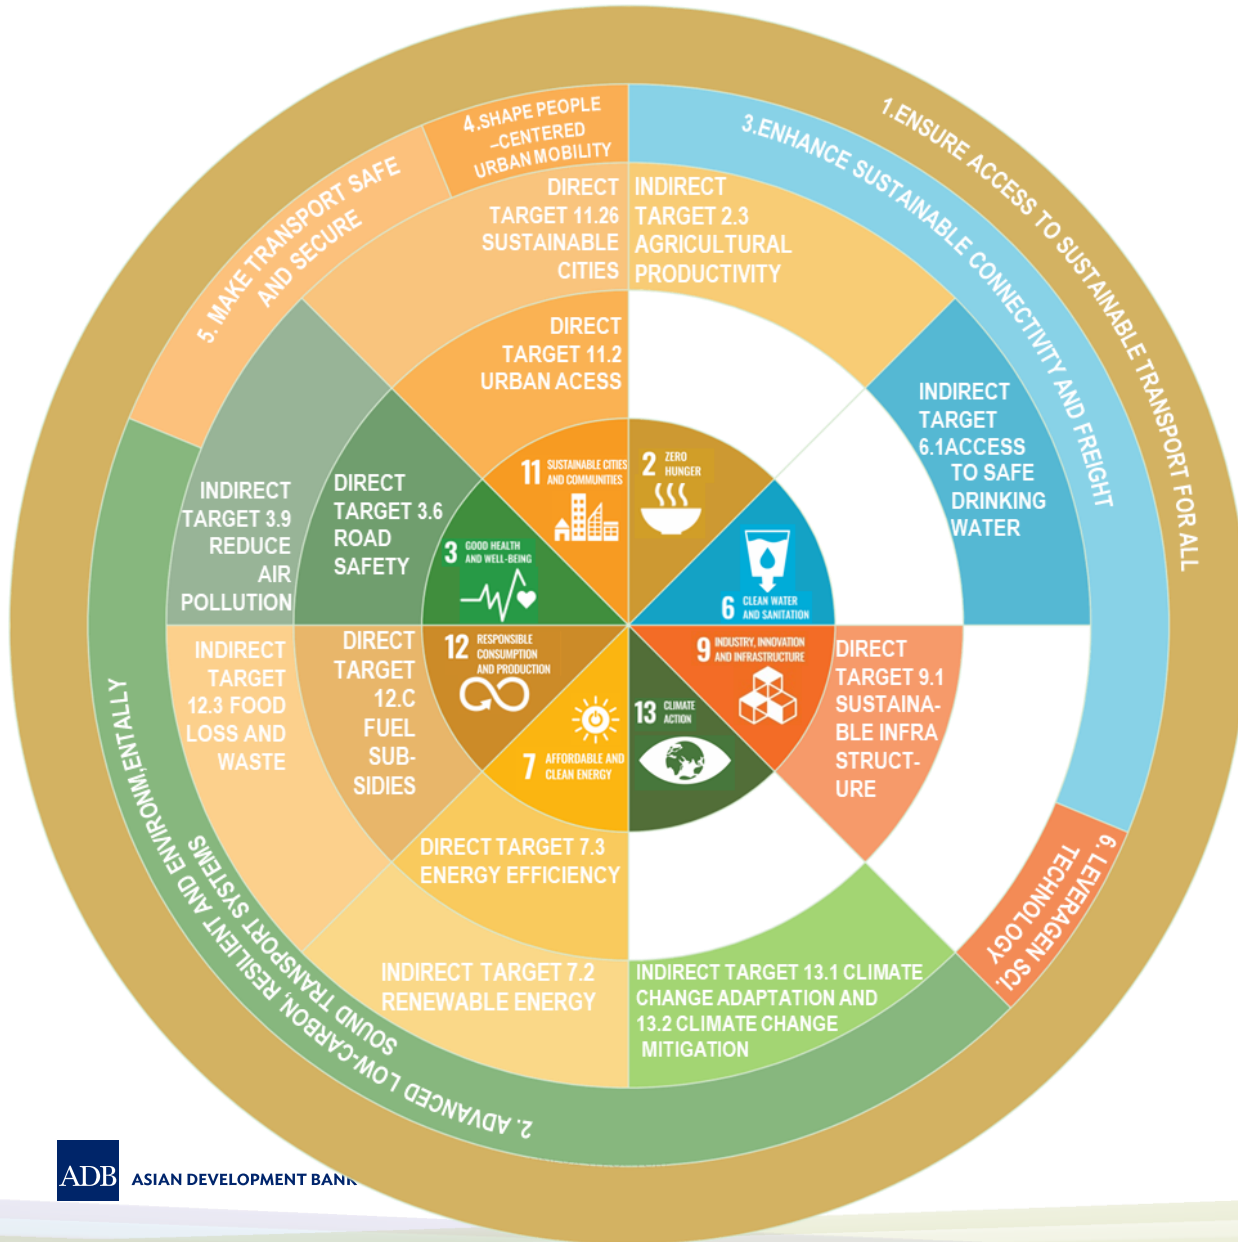 1.ENSURE ACCESS TO SUSTAINABLE TRANSPORT FOR ALL
3.ENHANCE SUSTAINABLE CONNECTIVITY AND FREIGHT
4.SHAPE PEOPLE
–CENTERED
URBAN MOBILITY
5. MAKE TRANSPORT SAFE
AND SECURE
DIRECT
TARGET 11.26
SUSTAINABLE
CITIES
INDIRECT
TARGET 2.3
AGRICULTURAL
PRODUCTIVITY
DIRECT
TARGET 11.2
URBAN ACESS
INDIRECT
TARGET
6.1ACCESS
TO SAFE
DRINKING
WATER
INDIRECT
TARGET 3.9
REDUCE
AIR
POLLUTION
DIRECT
TARGET 3.6
ROAD
SAFETY
11 SUSTAINABLE CITIES
AND COMMUNITIES
2 ZERO
HUNGER
3 GOOD HEALTH
AND WELL-BEING
6 CLEAN WATER
AND SANITATION
12 RESPONSIBLE
CONSUMPTION
AND PRODUCTION
9 INDUSTRY, INNOVATION
AND INFRASTRUCTURE
7 AFFORDABLE AND
CLEAN ENERGY
13 CLIMATE
ACTION
INDIRECT
TARGET
12.3 FOOD
LOSS AND
WASTE
DIRECT
TARGET
12.C
FUEL
SUB-
SIDIES
DIRECT
TARGET 9.1
SUSTAINA-
BLE INFRA
STRUCT-
URE
DIRECT TARGET 7.3
ENERGY EFFICIENCY
INDIRECT TARGET 7.2
RENEWABLE ENERGY
INDIRECT TARGET 13.1 CLIMATE
CHANGE ADAPTATION AND
13.2 CLIMATE CHANGE
MITIGATION
6. LEVERAGEN SCI.
TECHNOLOGY
2. ADVANCED LOW-CARBON, RESILIENT AND ENVIRONM,ENTALLY
SOUND TRANSPORT SYSTEMS
ADB ASIAN DEVELOPMENT BANK